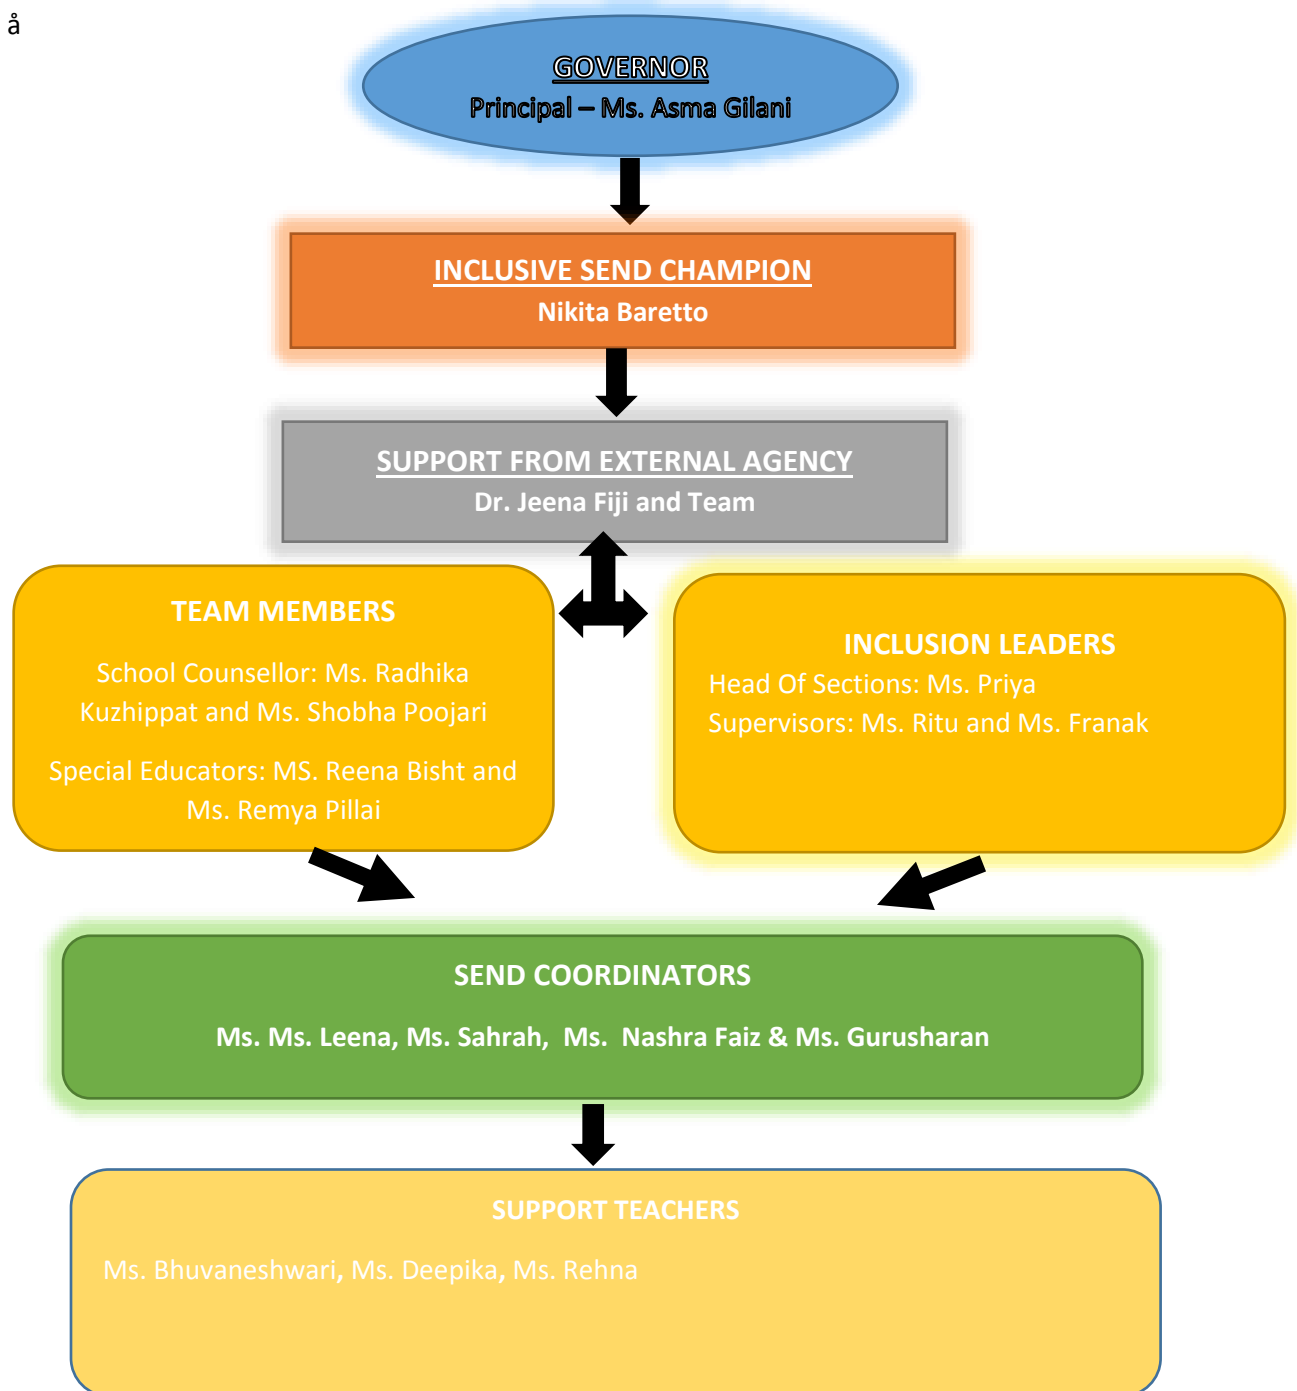 å
GOVERNOR
Principal – Ms. Asma Gilani
INCLUSIVE SEND CHAMPION
Nikita Baretto
SUPPORT FROM EXTERNAL AGENCY
Dr. Jeena Fiji and Team
TEAM MEMBERS
School Counsellor: Ms. Radhika
Kuzhippat and Ms. Shobha Poojari
Special Educators: MS. Reena Bisht and
Ms. Remya Pillai
INCLUSION LEADERS
Head Of Sections: Ms. Priya
Supervisors: Ms. Ritu and Ms. Franak
SEND COORDINATORS
Ms. Ms. Leena, Ms. Sahrah,  Ms.  Nashra Faiz & Ms. Gurusharan
SUPPORT TEACHERS
Ms. Bhuvaneshwari, Ms. Deepika, Ms. Rehna